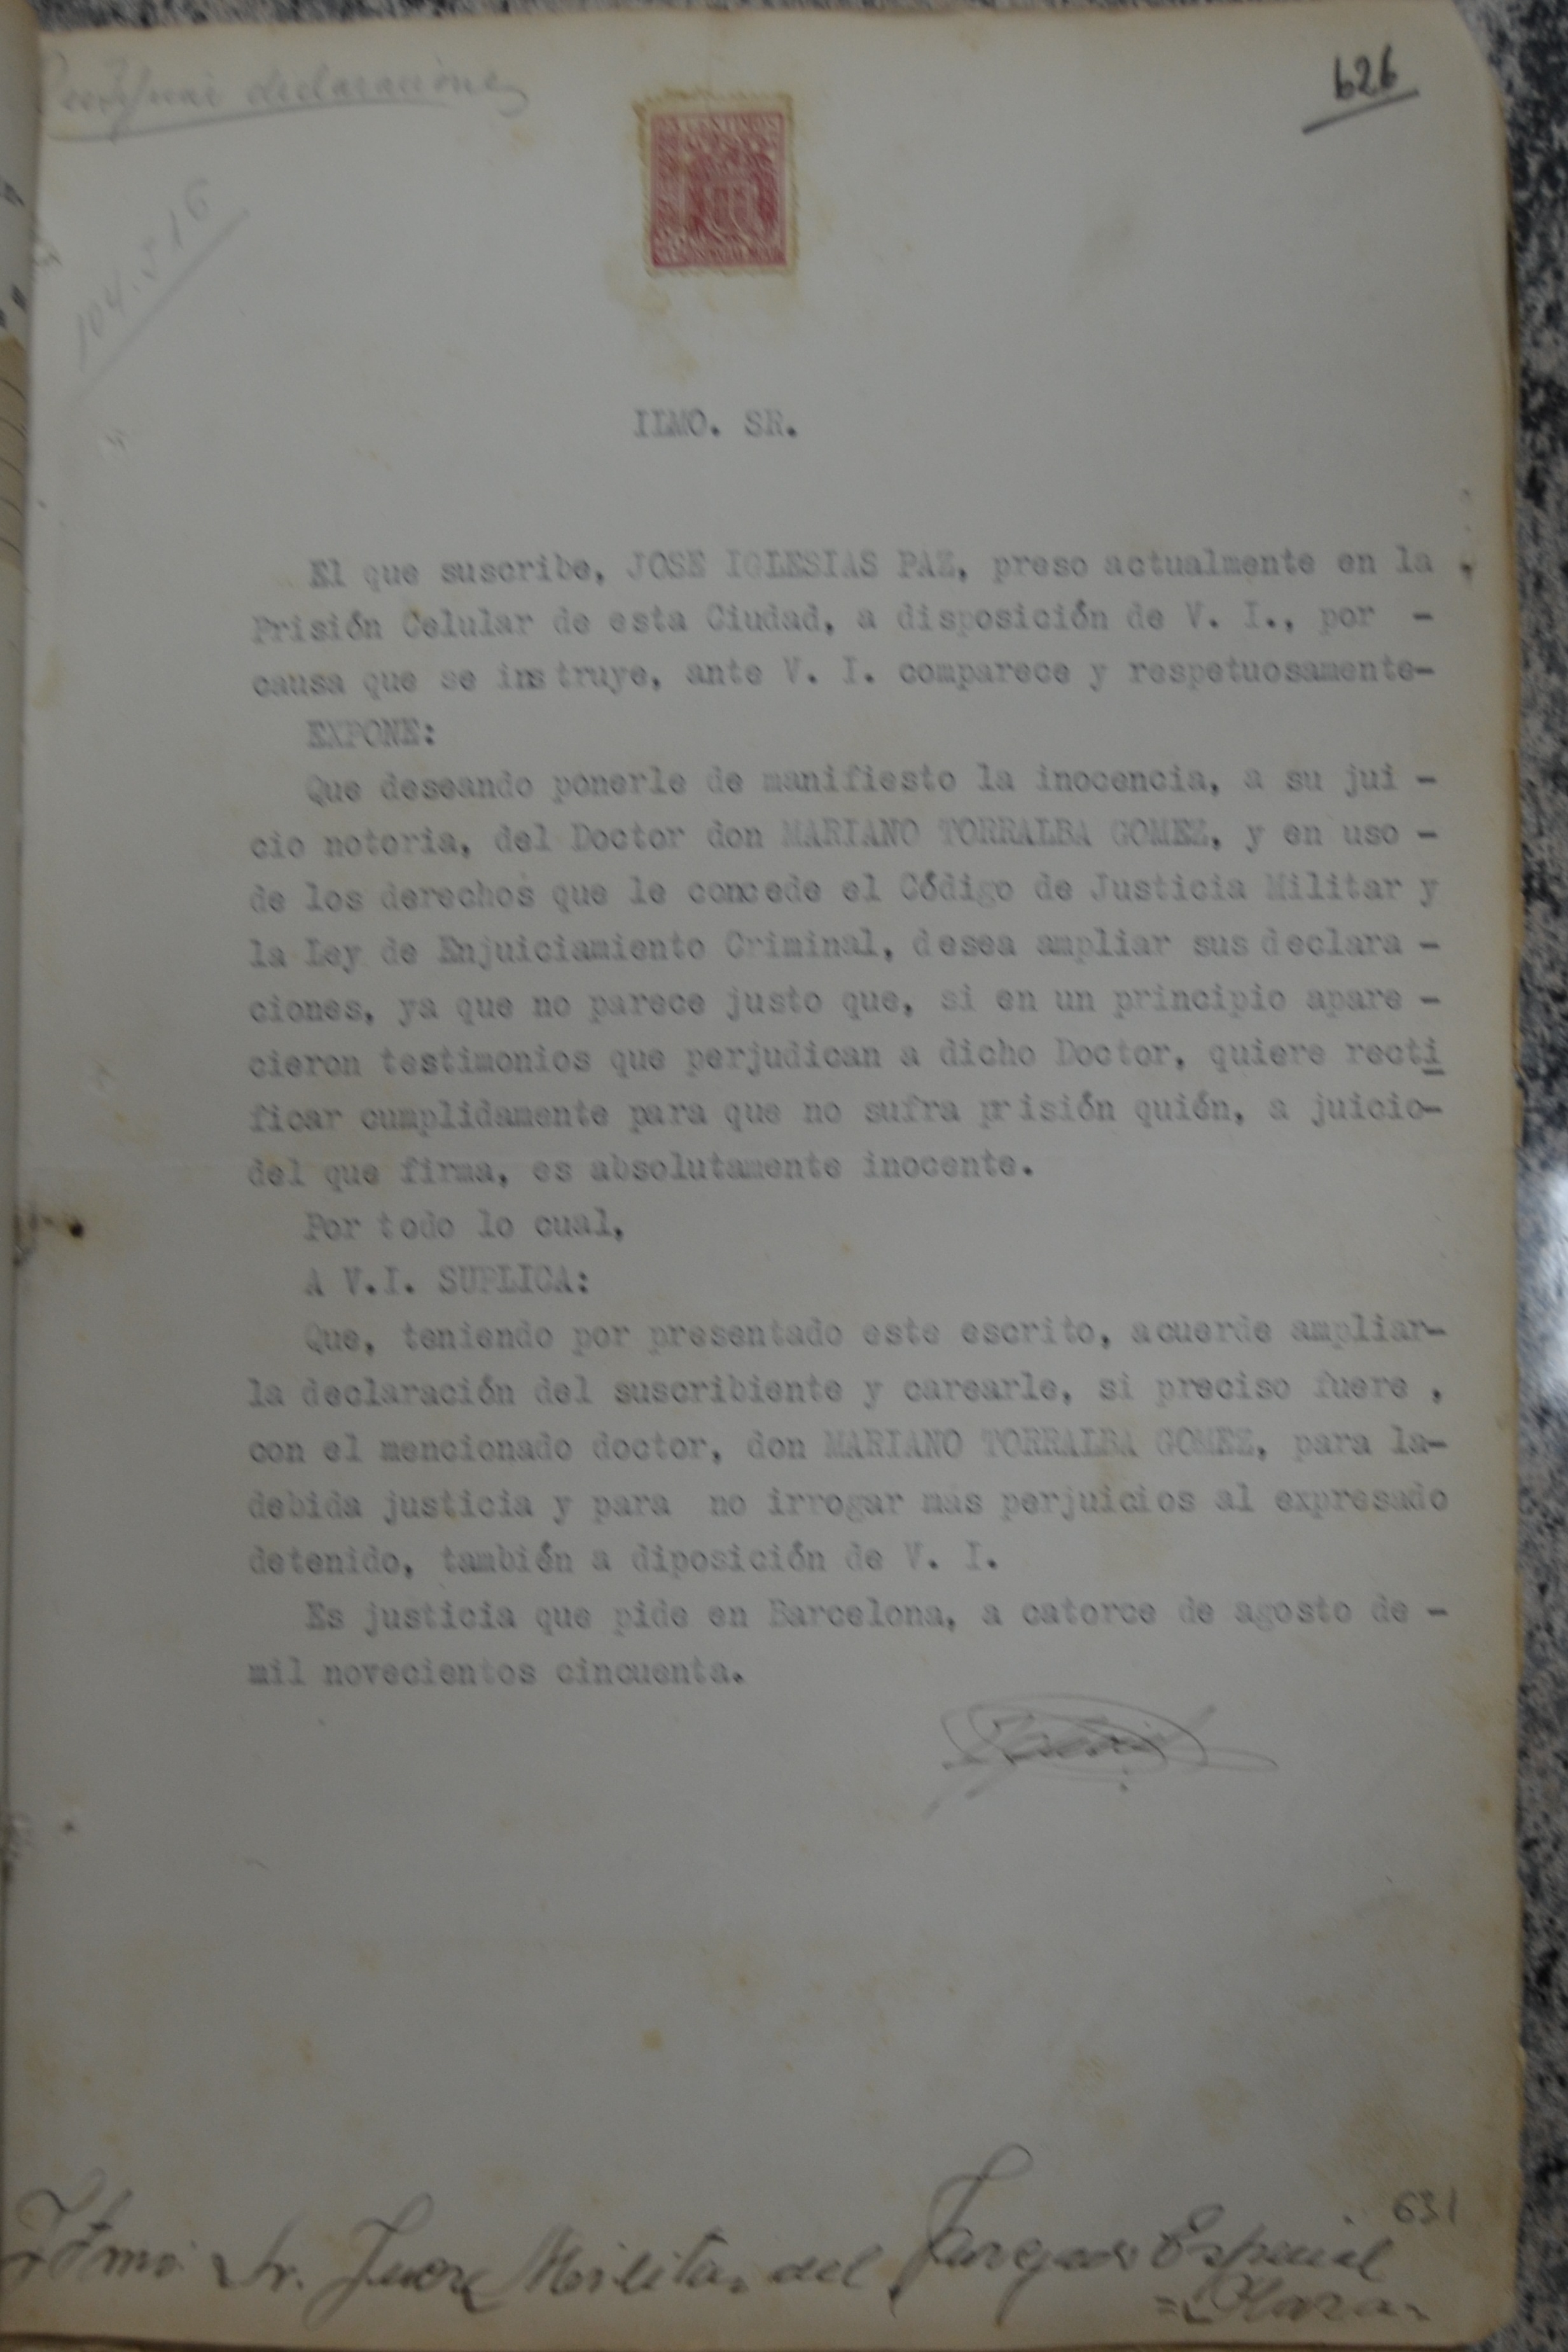 declaraciones
626
104.516
ILMO. SR.
El que suscribe, JOSE IGLESIAS PAZ, preso actualmente en la
Prisión Celular de esta Ciudad, a disposición de V. I., por -
causa que se instruye, ante V. I. comparece y respetuosamente-
EXPONE:
Que deseando ponerle de manifiesto la inocencia, a su jui -
cio notoria, del Doctor don MARIANO TORRALBA GOMEZ, y en uso -
de los derechos que le concede el Código de Justicia Militar y
la Ley de Enjuiciamiento Criminal, desea ampliar sus declara -
ciones, ya que no parece justo que, si en un principio apare -
cieron testimonios que perjudican a dicho Doctor, quiere recti
ficar cumplidamente para que no sufra prisión quién, a juicio-
del que firma, es absolutamente inocente.
Por todo lo cual,
A V.I. SUPLICA:
Que, teniendo por presentado este escrito, acuerde ampliar-
la declaración del suscribiente y carearle, si preciso fuere ,
con el mencionado doctor, don MARIANO TORRALBA GOMEZ, para la-
debida justicia y para no irrogar mas perjuicios al expresado
detenido, también a diposición de V. I.
Es justicia que pide en Barcelona, a catorce de agosto de -
mil novecientos cincuenta.
631
Iltmo. Sr. Juez Militar del Juzgado Especial